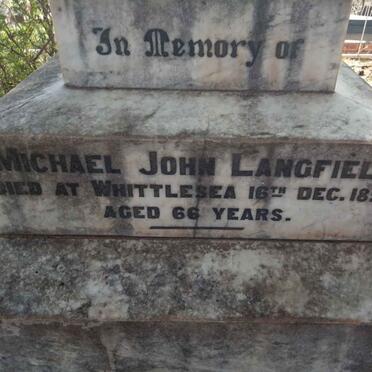 In Memory of
MICHAEL JOHN LANGFIEL
DIED AT WHITTLESEA 16TH DEC. 18
AGED 66 YEARS.